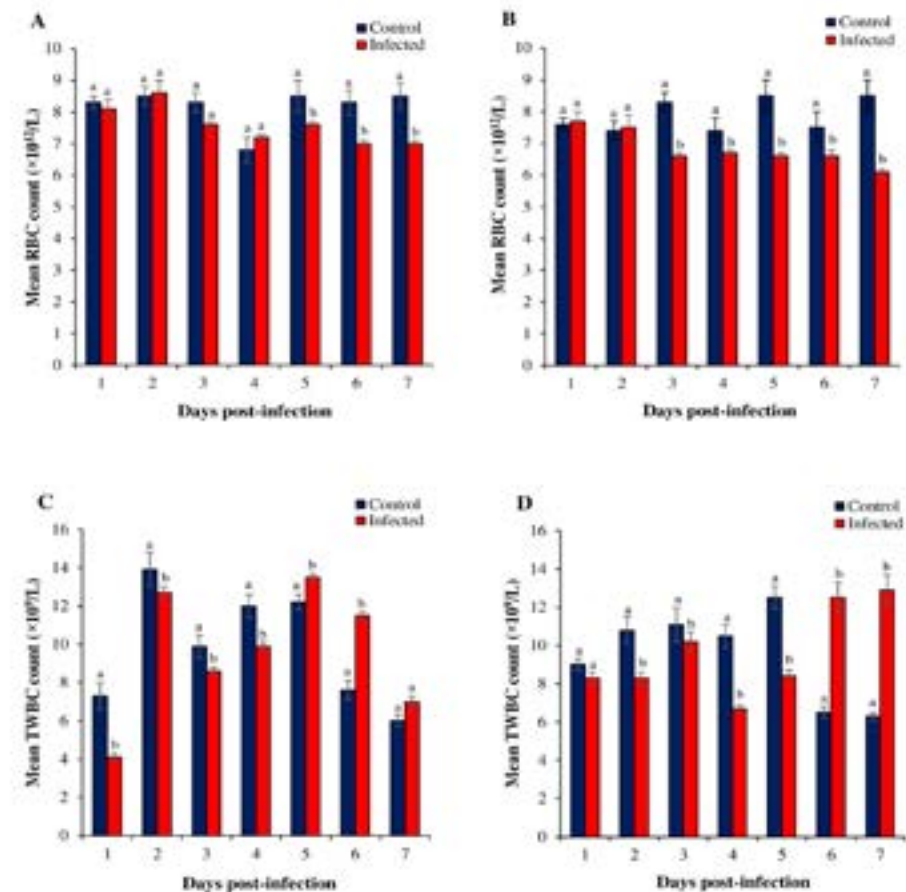 A
Control
Infected
Mean RBC count (×10¹²/L)
10
9
8
7
6
5
4
3
2
1
0
a a a a a a a a a b a b a b
1 2 3 4 5 6 7
Days post-infection
B
Control
Infected
Mean RBC count (×10¹²/L)
10
9
8
7
6
5
4
3
2
1
0
a a a a a b a b a b a b a b
1 2 3 4 5 6 7
Days post-infection
C
Control
Infected
Mean TWBC count (×10⁹/L)
16
14
12
10
8
6
4
2
0
a b a b a b a b a b a b a a
1 2 3 4 5 6 7
Days post-infection
D
Control
Infected
Mean TWBC count (×10⁹/L)
16
14
12
10
8
6
4
2
0
a a a b a b a b a b a b a b
1 2 3 4 5 6 7
Days post-infection